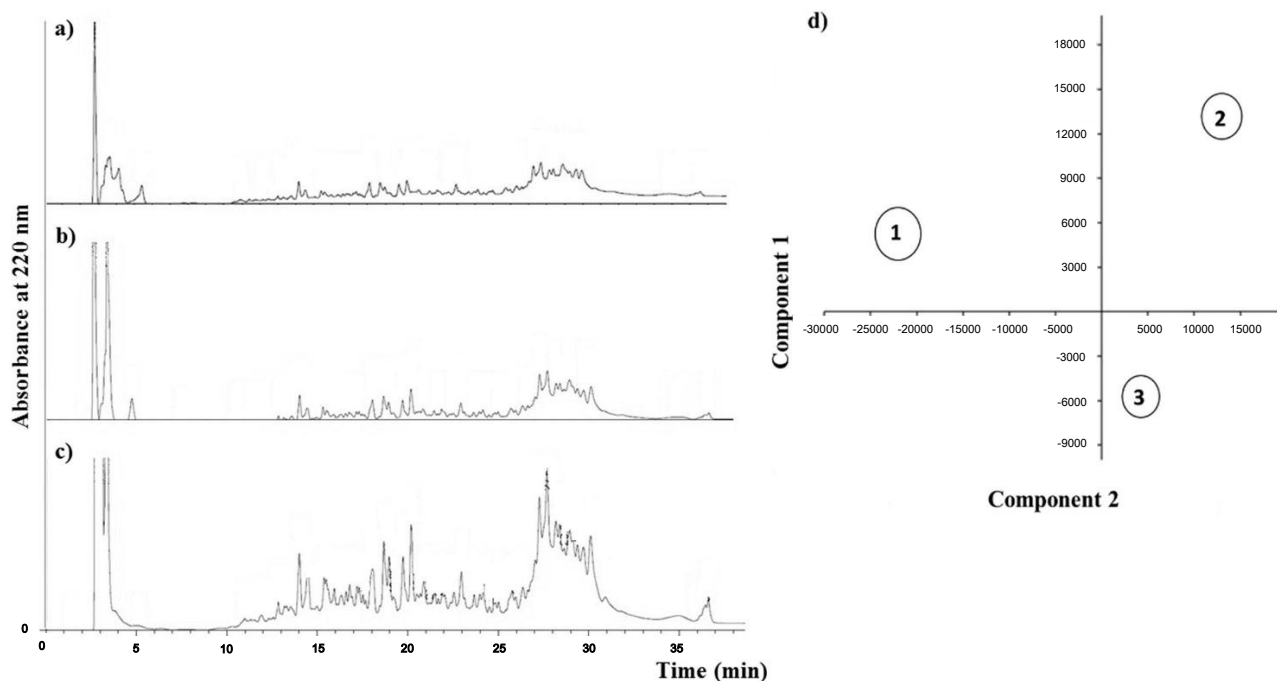 a)
b)
c)
Absorbance at 220 nm
0
0 5 10 15 20 25 30 35
Time (min)
d)
18000
15000
12000
9000
6000
3000
-30000 -25000 -20000 -15000 -10000 -5000 5000 10000 15000
-3000
-6000
-9000
1
2
3
Component 1
Component 2